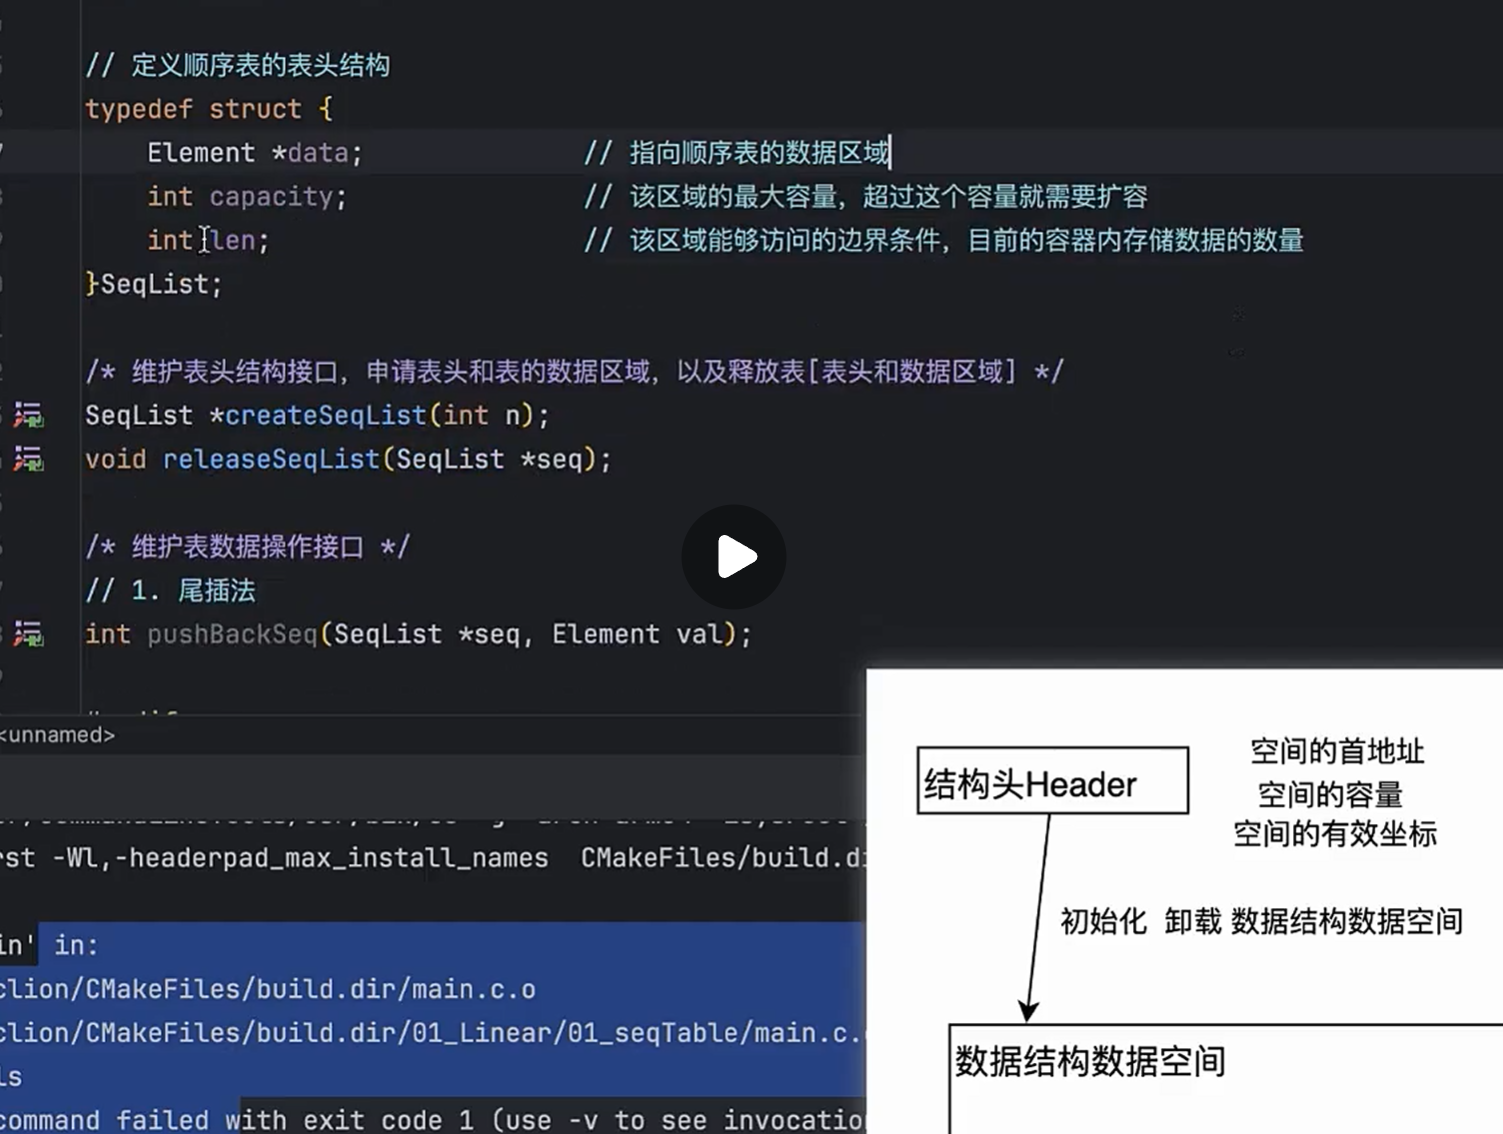 // 定义顺序表的表头结构
typedef struct {
Element *data; // 指向顺序表的数据区域
int capacity; // 该区域的最大容量，超过这个容量就需要扩容
int len; // 该区域能够访问的边界条件，目前的容器内存储数据的数量
}SeqList;
/* 维护表头结构接口，申请表头和表的数据区域，以及释放表[表头和数据区域] */
SeqList *createSeqList(int n);
void releaseSeqList(SeqList *seq);
/* 维护表数据操作接口 */
// 1. 尾插法
int pushBackSeq(SeqList *seq, Element val);
<unnamed>
rst -Wl,-headerpad_max_install_names CMakeFiles/build.di
in' in:
clion/CMakeFiles/build.dir/main.c.o
clion/CMakeFiles/build.dir/01_Linear/01_seqTable/main.c.
ls
command failed with exit code 1 (use -v to see invocatio
结构头Header
空间的首地址
空间的容量
空间的有效坐标
初始化 卸载 数据结构数据空间
数据结构数据空间